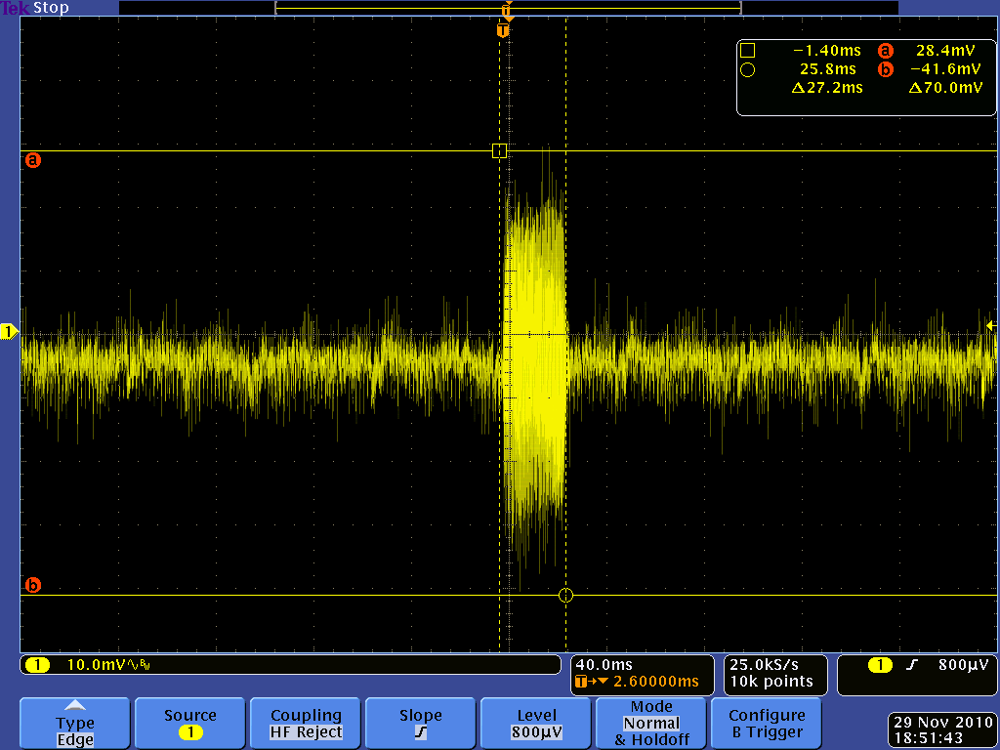 Tek Stop
T
T
−1.40ms a 28.4mV
25.8ms b −41.6mV
Δ27.2ms Δ70.0mV
a
1
b
1 10.0mV∿BW
40.0ms
T→▼ 2.60000ms
25.0kS/s
10k points
1 800µV
Type
Edge
Source
1
Coupling
HF Reject
Slope
Level
800µV
Mode
Normal
& Holdoff
Configure
B Trigger
29 Nov 2010
18:51:43